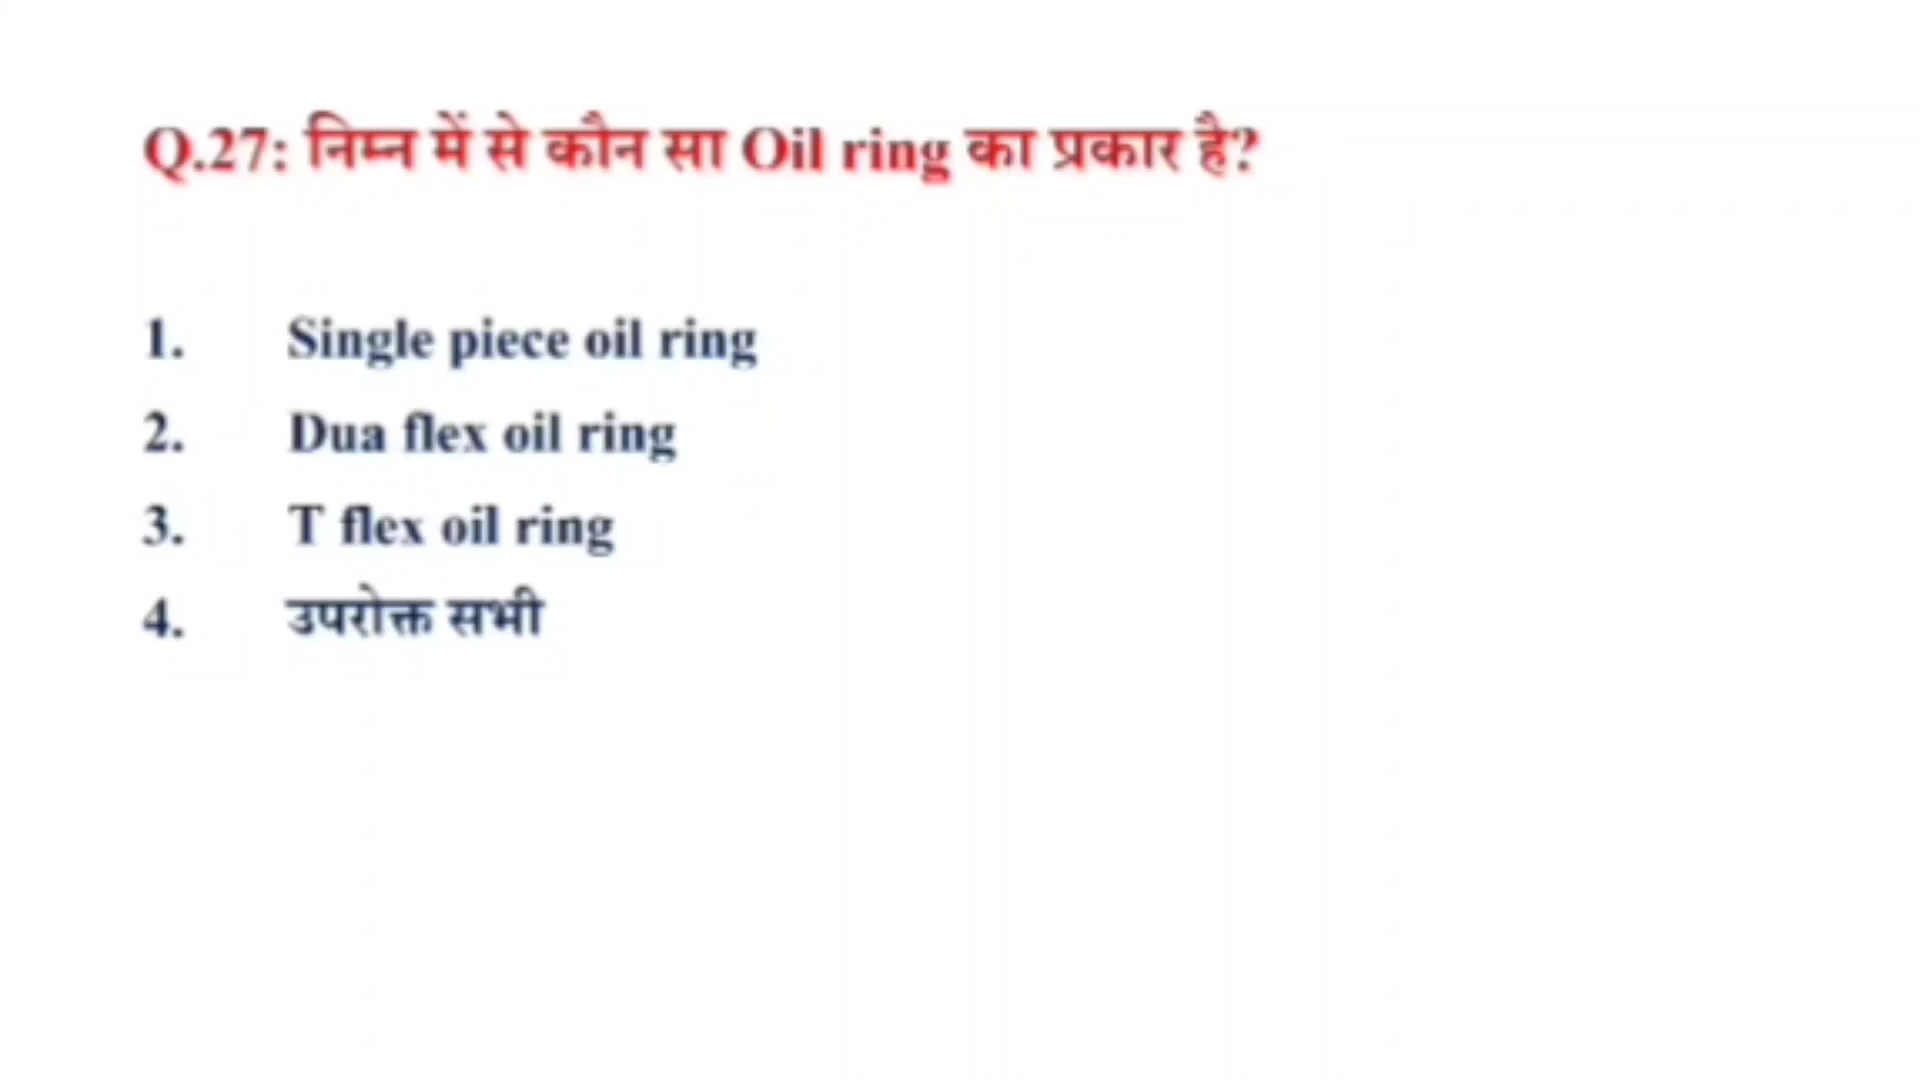 Q.27: निम्न में से कौन सा Oil ring का प्रकार है?
1. Single piece oil ring
2. Dua flex oil ring
3. T flex oil ring
4. उपरोक्त सभी